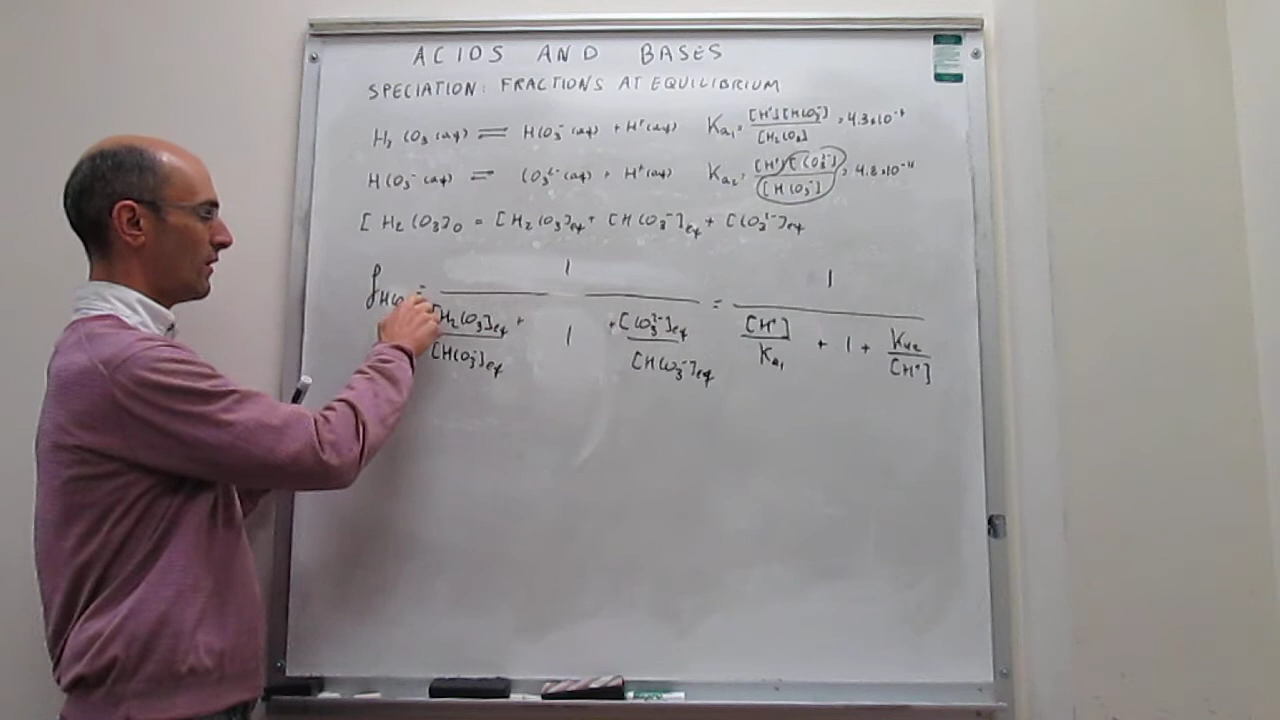 ACIDS AND BASES
SPECIATION: FRACTIONS AT EQUILIBRIUM
H₂CO₃(aq) ⇌ HCO₃⁻(aq) + H⁺(aq) Ka₁ = [H⁺][HCO₃⁻] / [H₂CO₃] = 4.3×10⁻⁷
HCO₃⁻(aq) ⇌ CO₃²⁻(aq) + H⁺(aq) Ka₂ = [H⁺][CO₃²⁻] / [HCO₃⁻] = 4.8×10⁻¹¹
[H₂CO₃]₀ = [H₂CO₃]eq + [HCO₃⁻]eq + [CO₃²⁻]eq
f = 1 / ([H₂CO₃]eq / [HCO₃⁻]eq + 1 + [CO₃²⁻]eq / [HCO₃⁻]eq) = 1 / ([H⁺] / Ka₁ + 1 + Ka₂ / [H⁺])